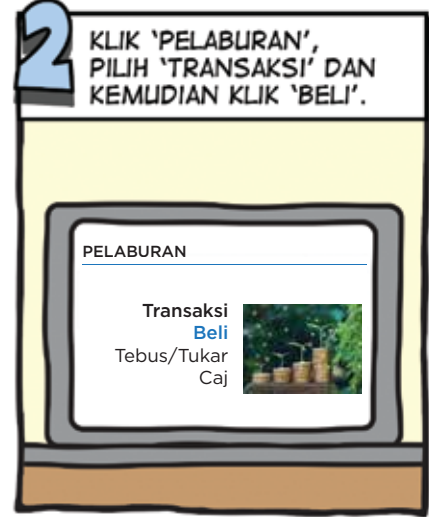 2
KLIK ‘PELABURAN’,
PILIH ‘TRANSAKSI’ DAN
KEMUDIAN KLIK ‘BELI’.
PELABURAN
Transaksi
Beli
Tebus/Tukar
Caj